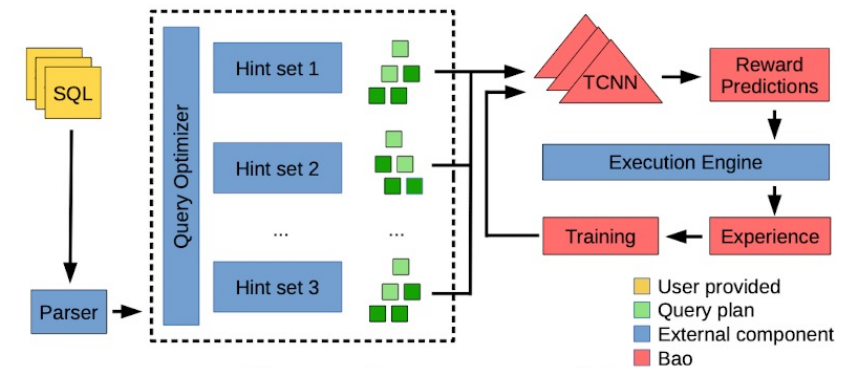 SQL
Parser
Query Optimizer
Hint set 1
Hint set 2
...
...
Hint set 3
TCNN
Reward
Predictions
Execution Engine
Training
Experience
User provided
Query plan
External component
Bao